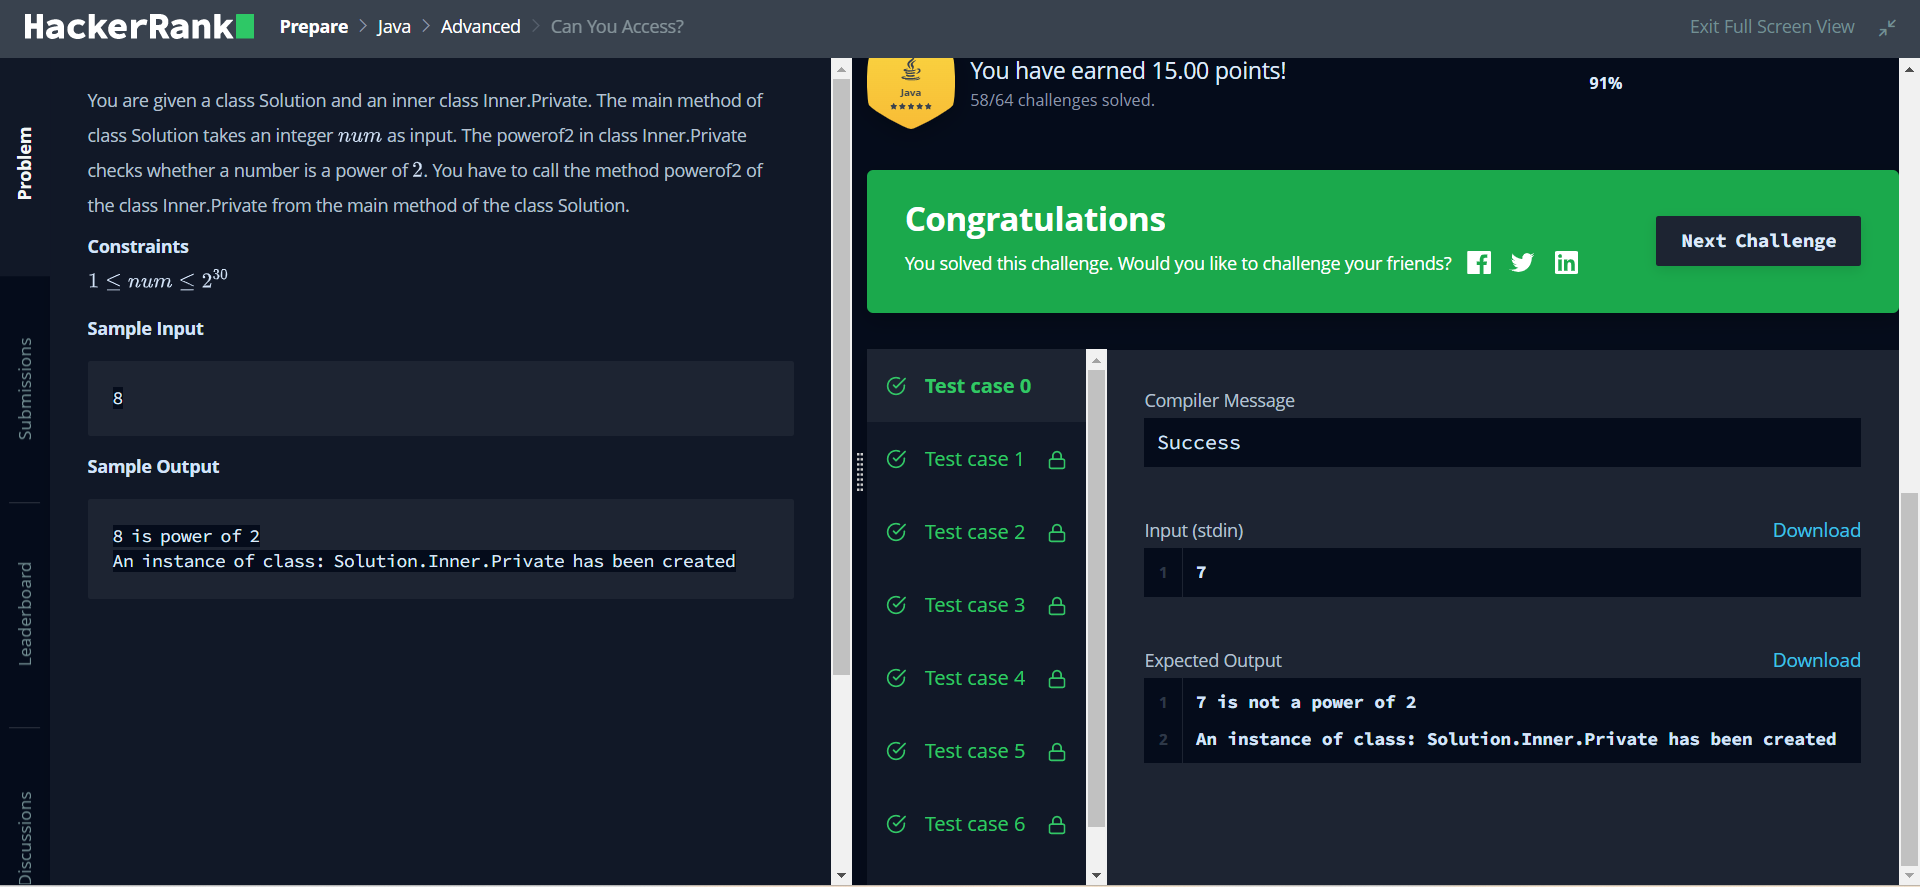 HackerRank
Prepare > Java > Advanced > Can You Access?
Exit Full Screen View
Problem
Submissions
Leaderboard
Discussions
You are given a class Solution and an inner class Inner.Private. The main method of
class Solution takes an integer num as input. The powerof2 in class Inner.Private
checks whether a number is a power of 2. You have to call the method powerof2 of
the class Inner.Private from the main method of the class Solution.
Constraints
1 ≤ num ≤ 2³⁰
Sample Input
8
Sample Output
8 is power of 2
An instance of class: Solution.Inner.Private has been created
Java
You have earned 15.00 points!
58/64 challenges solved.
91%
Congratulations
You solved this challenge. Would you like to challenge your friends?
Next Challenge
Test case 0
Test case 1
Test case 2
Test case 3
Test case 4
Test case 5
Test case 6
Compiler Message
Success
Input (stdin)
Download
1 7
Expected Output
Download
1 7 is not a power of 2
2 An instance of class: Solution.Inner.Private has been created